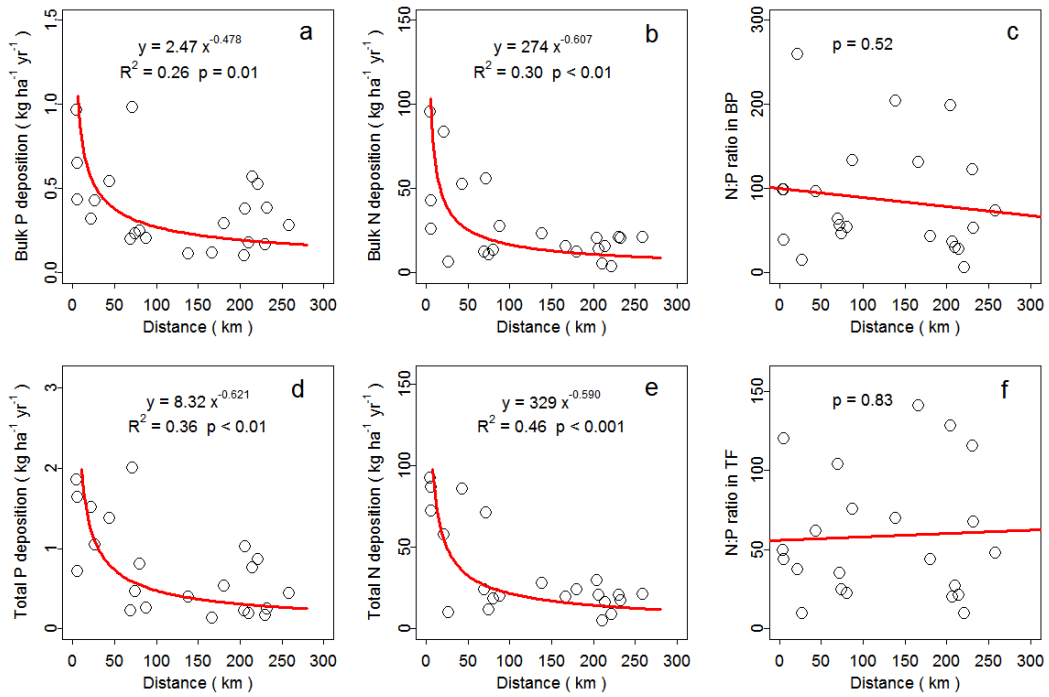 a
y = 2.47 x^-0.478
R² = 0.26 p = 0.01
Bulk P deposition ( kg ha⁻¹ yr⁻¹ )
0.0 0.5 1.0 1.5
0 50 100 150 200 250 300
Distance ( km )
b
y = 274 x^-0.607
R² = 0.30 p < 0.01
Bulk N deposition ( kg ha⁻¹ yr⁻¹ )
0 50 100 150
0 50 100 150 200 250 300
Distance ( km )
c
p = 0.52
N:P ratio in BP
0 100 200 300
0 50 100 150 200 250 300
Distance ( km )
d
y = 8.32 x^-0.621
R² = 0.36 p < 0.01
Total P deposition ( kg ha⁻¹ yr⁻¹ )
0 1 2 3
0 50 100 150 200 250 300
Distance ( km )
e
y = 329 x^-0.590
R² = 0.46 p < 0.001
Total N deposition ( kg ha⁻¹ yr⁻¹ )
0 50 100 150
0 50 100 150 200 250 300
Distance ( km )
f
p = 0.83
N:P ratio in TF
0 50 100 150
0 50 100 150 200 250 300
Distance ( km )